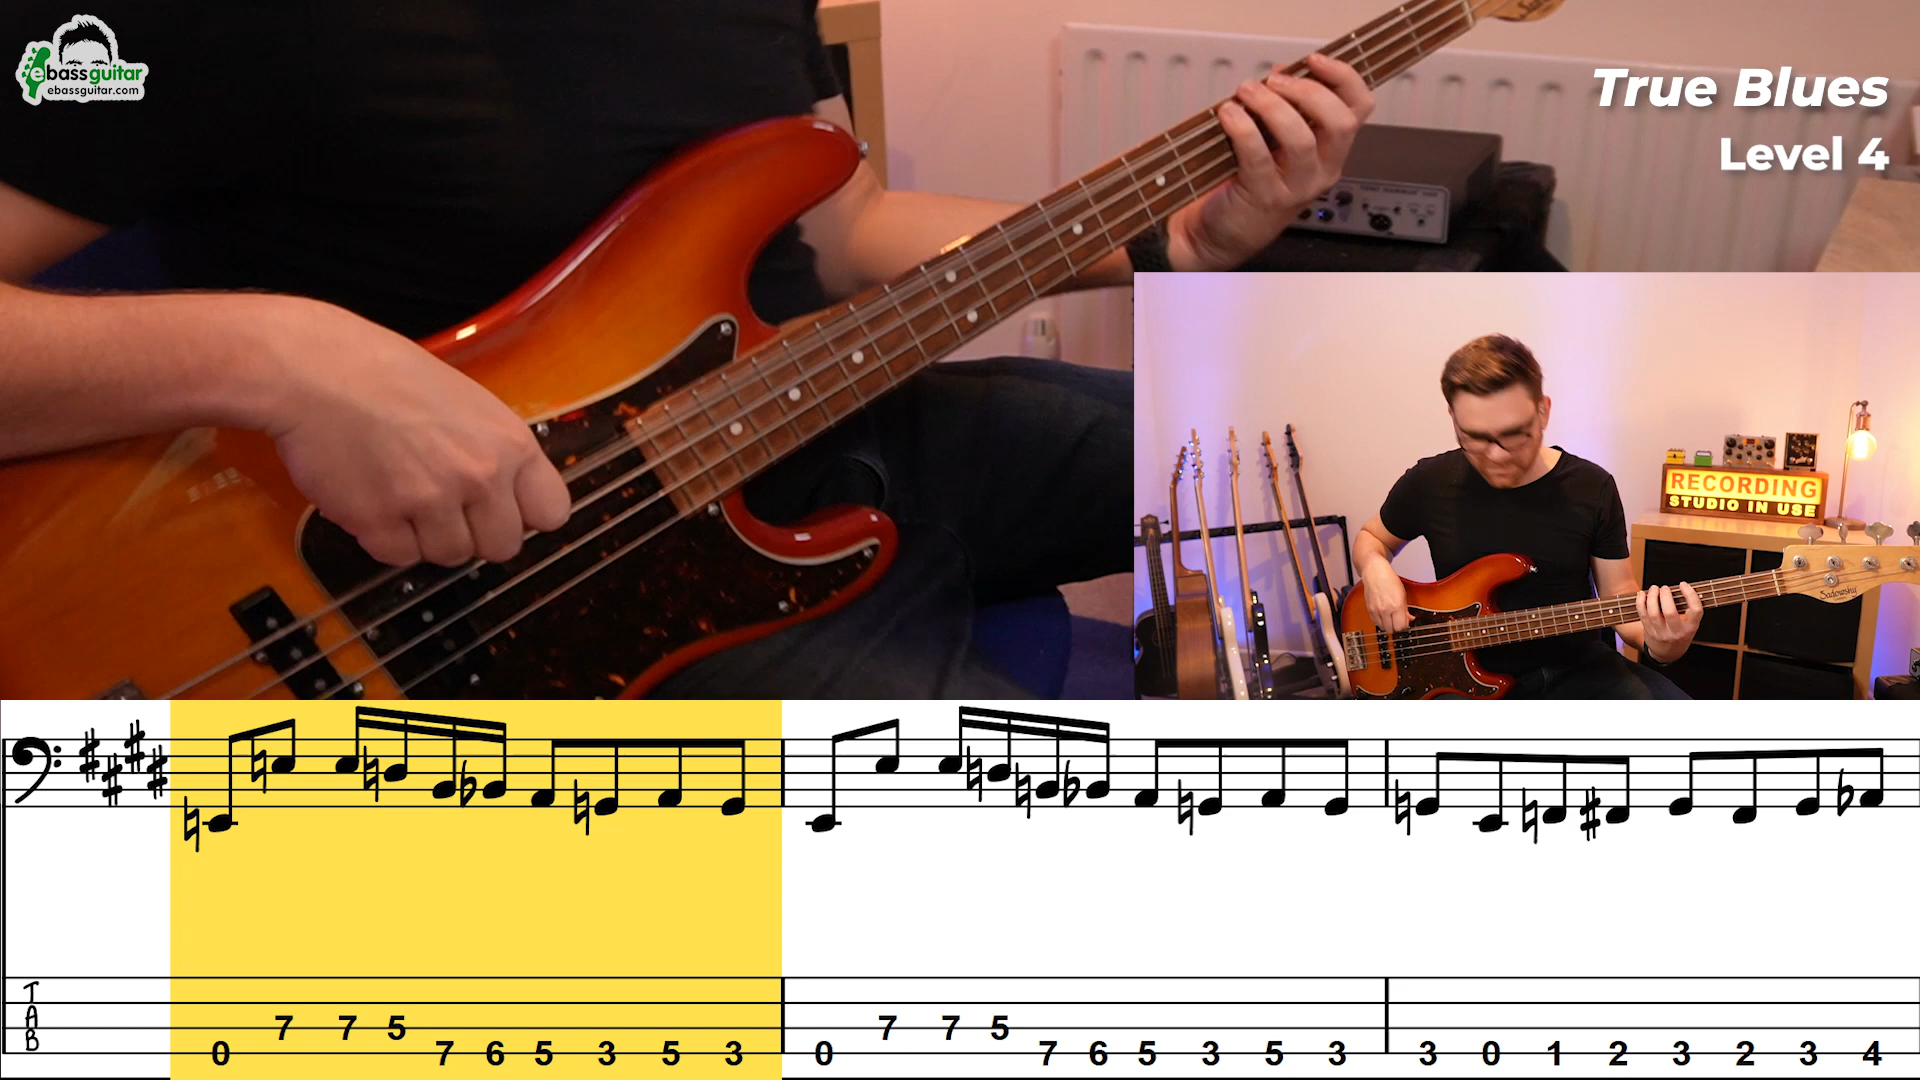 ebassguitar
ebassguitar.com
True Blues
Level 4
RECORDING
STUDIO IN USE
Sadowsky
T
A
B
7 7 5
0 7 6 5 3 5 3
7 7 5
0 7 6 5 3 5 3
3 0 1 2 3 2 3 4